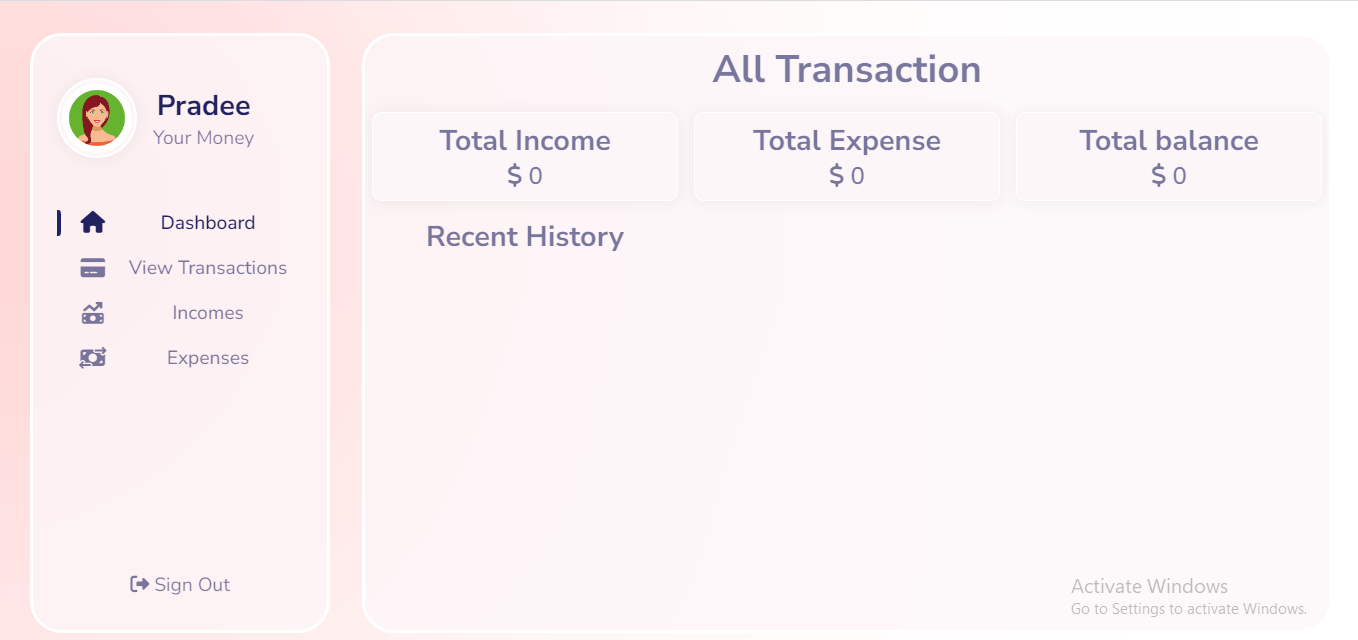 Pradee
Your Money
Dashboard
View Transactions
Incomes
Expenses
Sign Out
All Transaction
Total Income
$ 0
Total Expense
$ 0
Total balance
$ 0
Recent History
Activate Windows
Go to Settings to activate Windows.